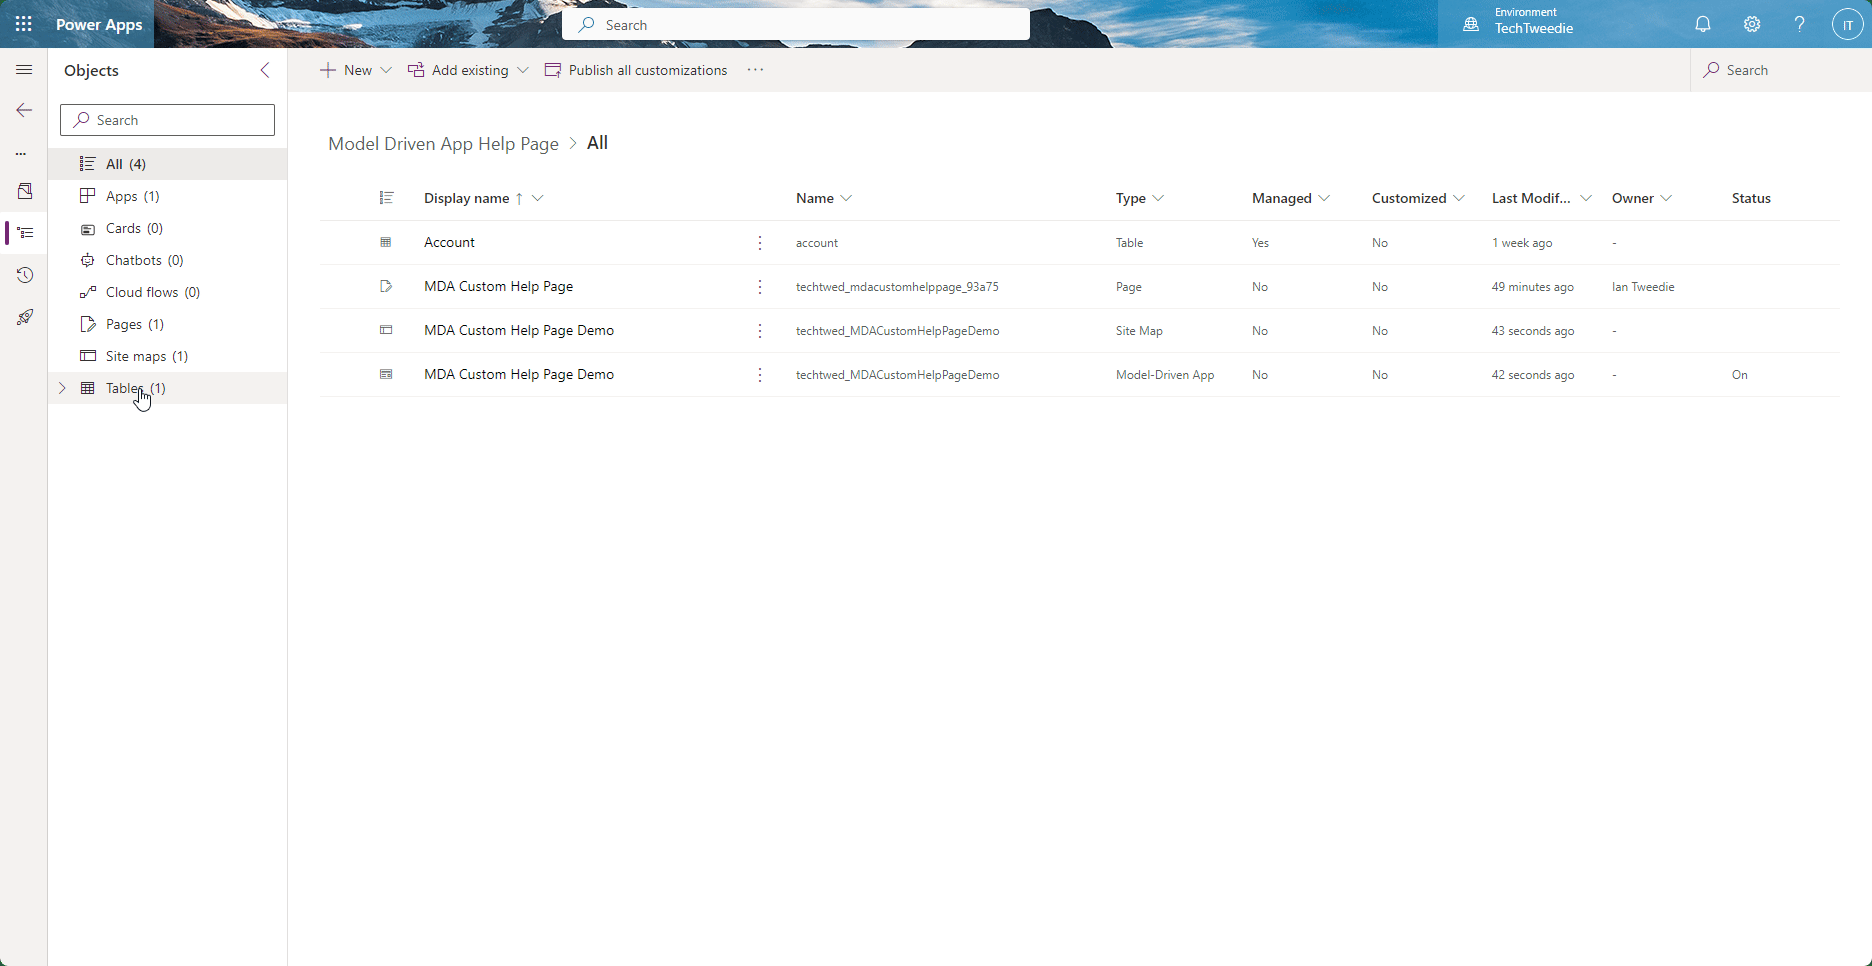 Power Apps
Search
Environment
TechTweedie
IT
Objects
New
Add existing
Publish all customizations
Search
Search
All (4)
Apps (1)
Cards (0)
Chatbots (0)
Cloud flows (0)
Pages (1)
Site maps (1)
Tables (1)
Model Driven App Help Page > All
Display name Name Type Managed Customized Last Modif... Owner Status
Account account Table Yes No 1 week ago -
MDA Custom Help Page techtwed_mdacustomhelppage_93a75 Page No No 49 minutes ago Ian Tweedie
MDA Custom Help Page Demo techtwed_MDACustomHelpPageDemo Site Map No No 43 seconds ago -
MDA Custom Help Page Demo techtwed_MDACustomHelpPageDemo Model-Driven App No No 42 seconds ago - On